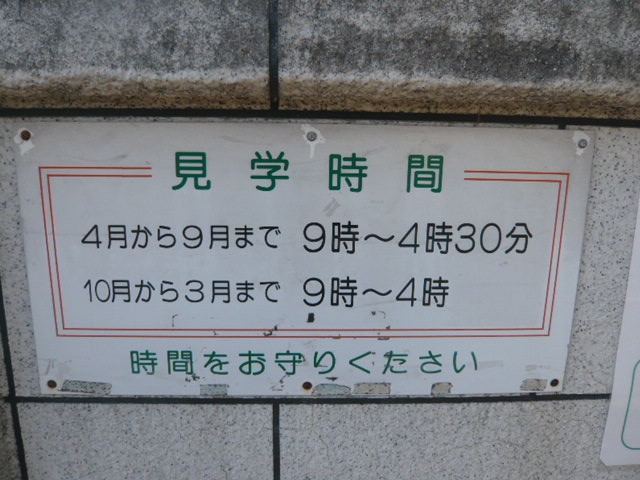 見学時間
4月から9月まで 9時～4時30分
10月から3月まで 9時～4時
時間をお守りください